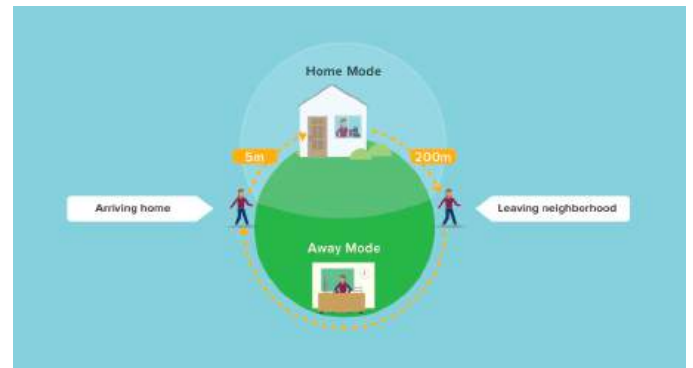 Home Mode
5m
200m
Arriving home
Leaving neighborhood
Away Mode